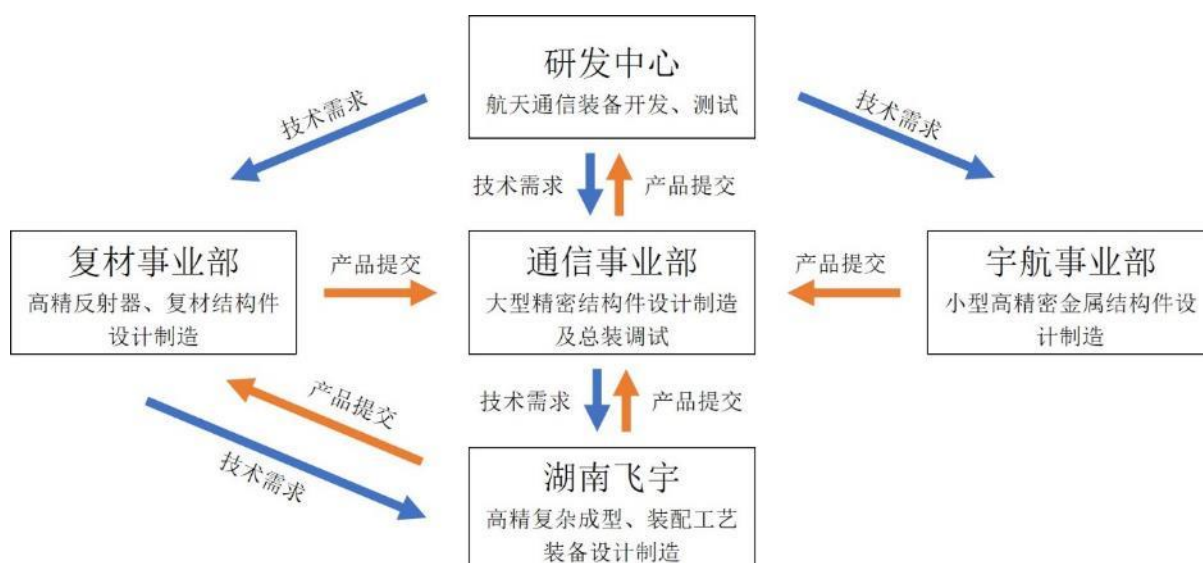 研发中心
航天通信装备开发、测试
技术需求
技术需求
技术需求
产品提交
复材事业部
高精反射器、复材结构件
设计制造
产品提交
通信事业部
大型精密结构件设计制造
及总装调试
产品提交
宇航事业部
小型高精密金属结构件设
计制造
产品提交
技术需求
技术需求
产品提交
湖南飞宇
高精复杂成型、装配工艺
装备设计制造